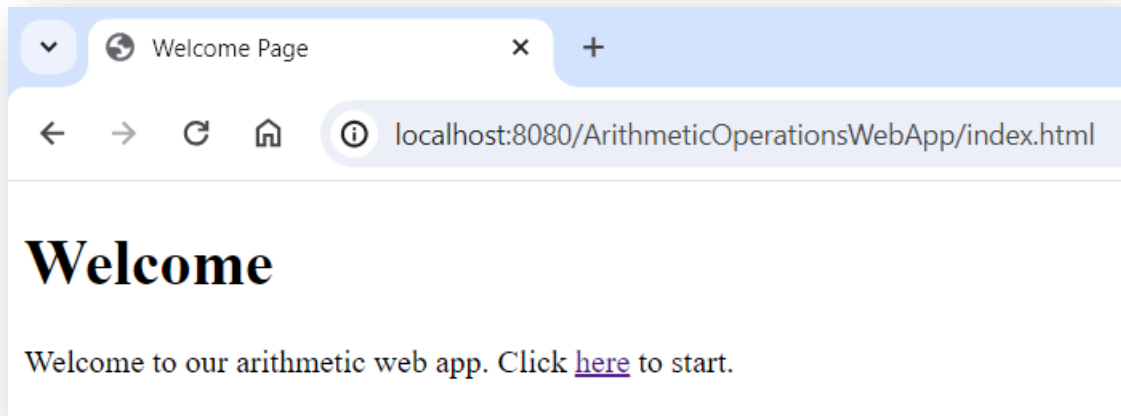 Welcome Page
localhost:8080/ArithmeticOperationsWebApp/index.html
Welcome
Welcome to our arithmetic web app. Click here to start.